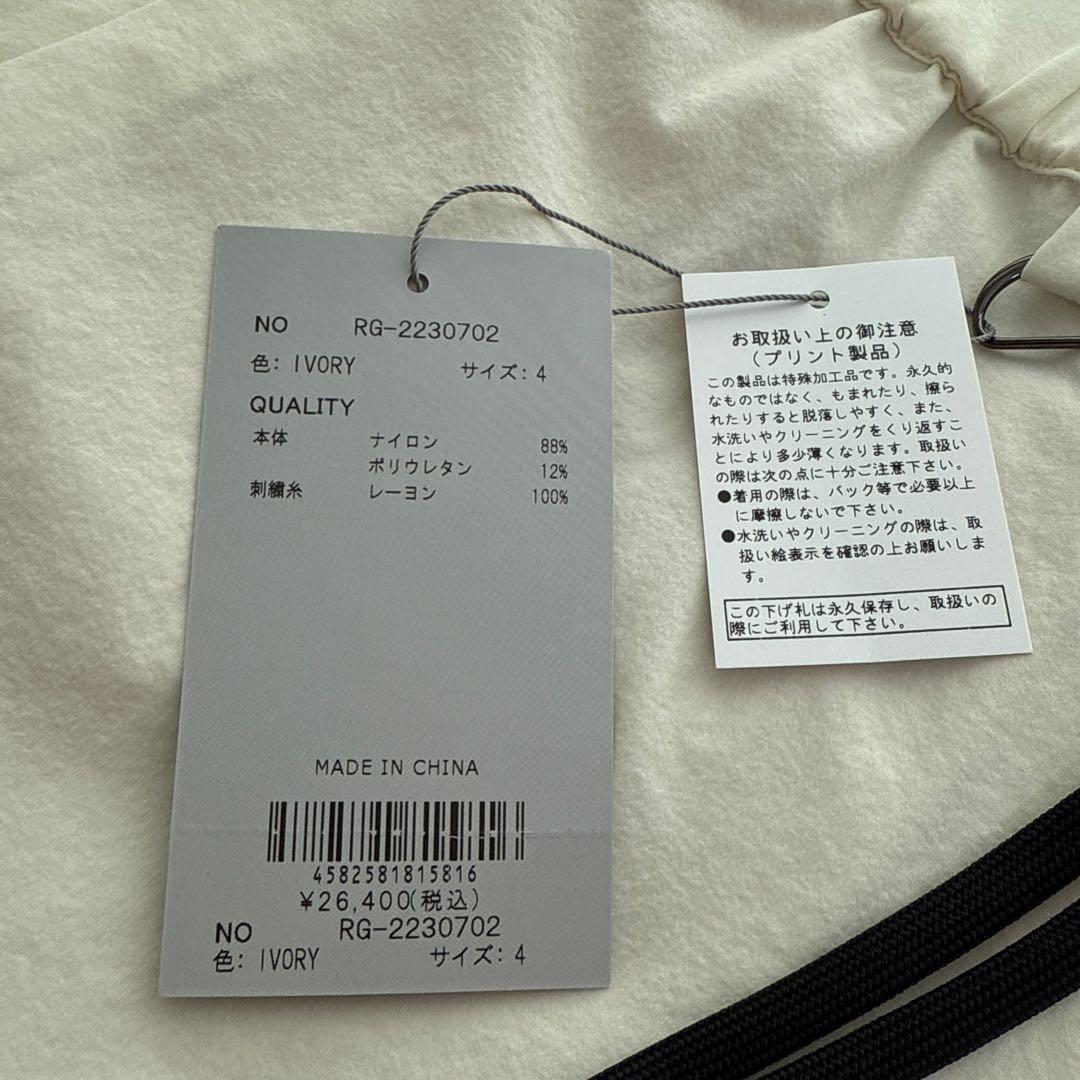 NO RG-2230702
色: IVORY サイズ: 4
QUALITY
本体 ナイロン 88%
ポリウレタン 12%
刺繍糸 レーヨン 100%
MADE IN CHINA
4582581815816
¥26,400(税込)
NO RG-2230702
色: IVORY サイズ: 4
お取扱い上の御注意
(プリント製品)
この製品は特殊加工品です。永久的
なものではなく、もまれたり、擦ら
れたりすると脱落しやすく、また、
水洗いやクリーニングをくり返すこ
とにより多少薄くなります。取扱い
の際は次の点に十分ご注意下さい。
●着用の際は、バック等で必要以上
に摩擦しないで下さい。
●水洗いやクリーニングの際は、取
扱い絵表示を確認の上お願いしま
す。
この下げ札は永久保存し、取扱いの
際にご利用して下さい。